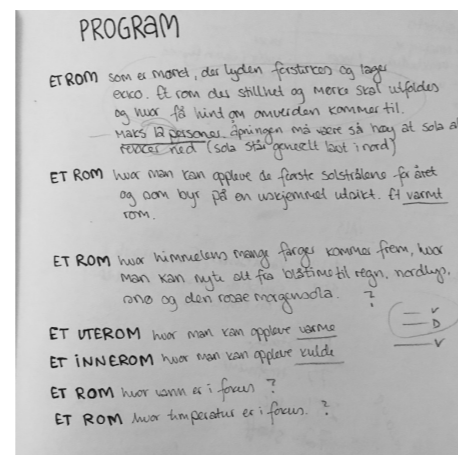 PROGRAM
ET ROM som er mørkt, der lyden forsterkes og lager
ekko. Et rom der stillhet og mørke skal utfoldes
og hvor få hint om omverden kommer til.
Maks 12 personer. Åpningen må være så høy at sola
rekker ned (sola står generelt lavt i nord)
ET ROM hvor man kan oppleve de første solstrålene for året
og som byr på en uskjemmet utsikt. Et varmt
rom.
ET ROM hvor himmelens mange farger kommer frem, hvor
man kan nyte alt fra blåtime til regn, nordlys,
snø og den rosae morgensola. ?
V
D
V
ET UTEROM hvor man kan oppleve varme
ET INNEROM hvor man kan oppleve kulde
ET ROM hvor vann er i fokus ?
ET ROM hvor temperatur er i focus. ?